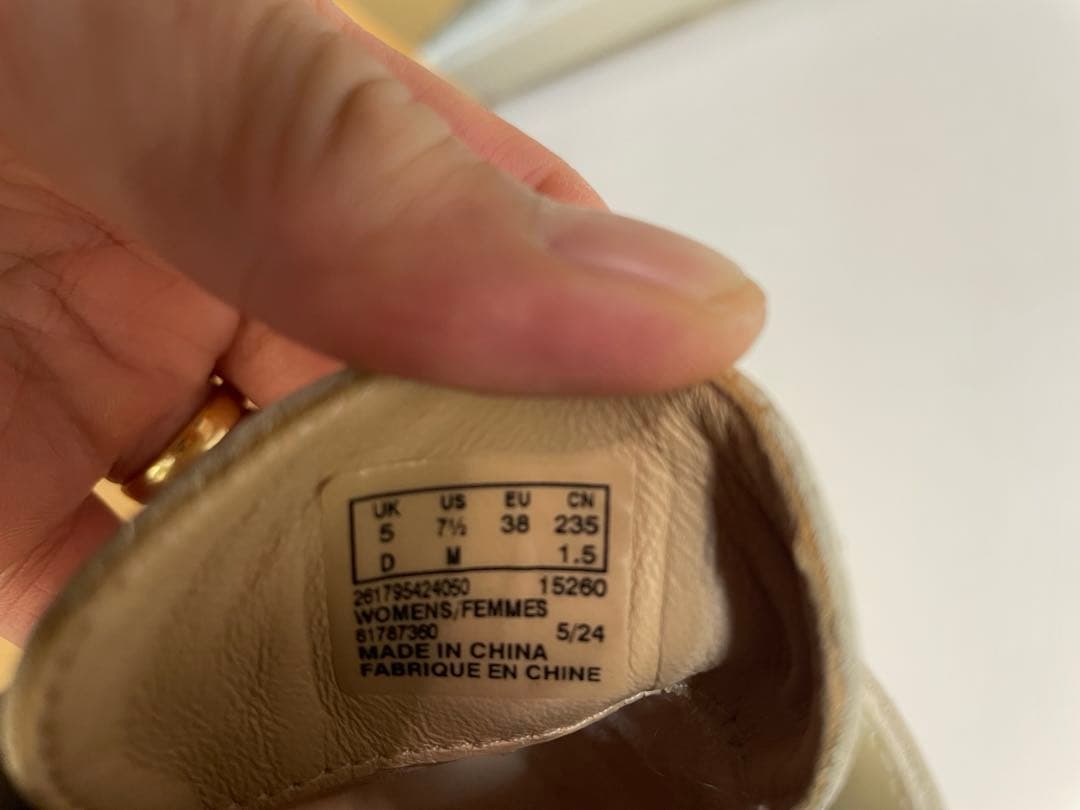 UK US EU CN
5 7½ 38 235
D M 1.5
261795424050 15260
WOMENS/FEMMES
61787360 5/24
MADE IN CHINA
FABRIQUE EN CHINE